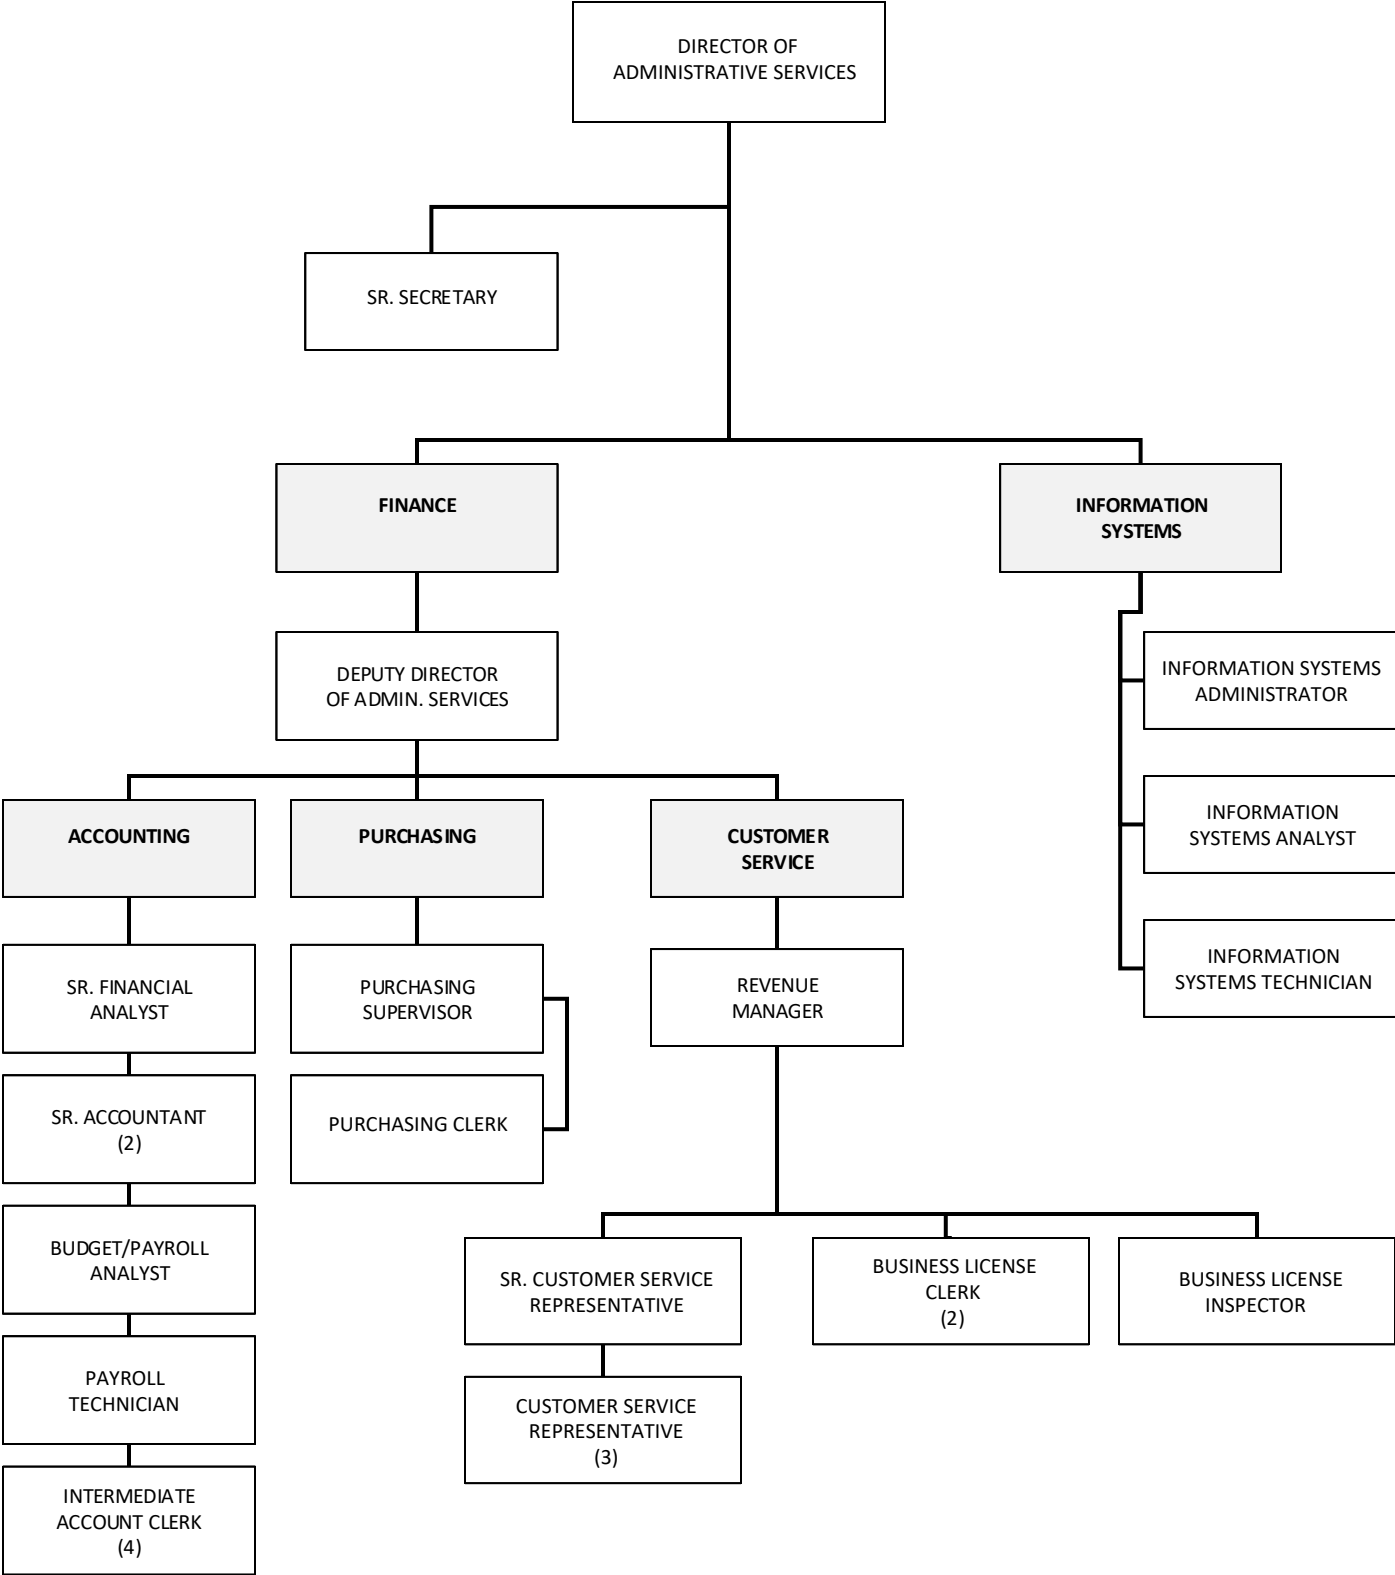 DIRECTOR OF
ADMINISTRATIVE SERVICES
SR. SECRETARY
FINANCE
INFORMATION
SYSTEMS
DEPUTY DIRECTOR
OF ADMIN. SERVICES
INFORMATION SYSTEMS
ADMINISTRATOR
INFORMATION
SYSTEMS ANALYST
INFORMATION
SYSTEMS TECHNICIAN
ACCOUNTING
PURCHASING
CUSTOMER
SERVICE
SR. FINANCIAL
ANALYST
PURCHASING
SUPERVISOR
REVENUE
MANAGER
SR. ACCOUNTANT
(2)
PURCHASING CLERK
BUDGET/PAYROLL
ANALYST
SR. CUSTOMER SERVICE
REPRESENTATIVE
BUSINESS LICENSE
CLERK
(2)
BUSINESS LICENSE
INSPECTOR
PAYROLL
TECHNICIAN
CUSTOMER SERVICE
REPRESENTATIVE
(3)
INTERMEDIATE
ACCOUNT CLERK
(4)